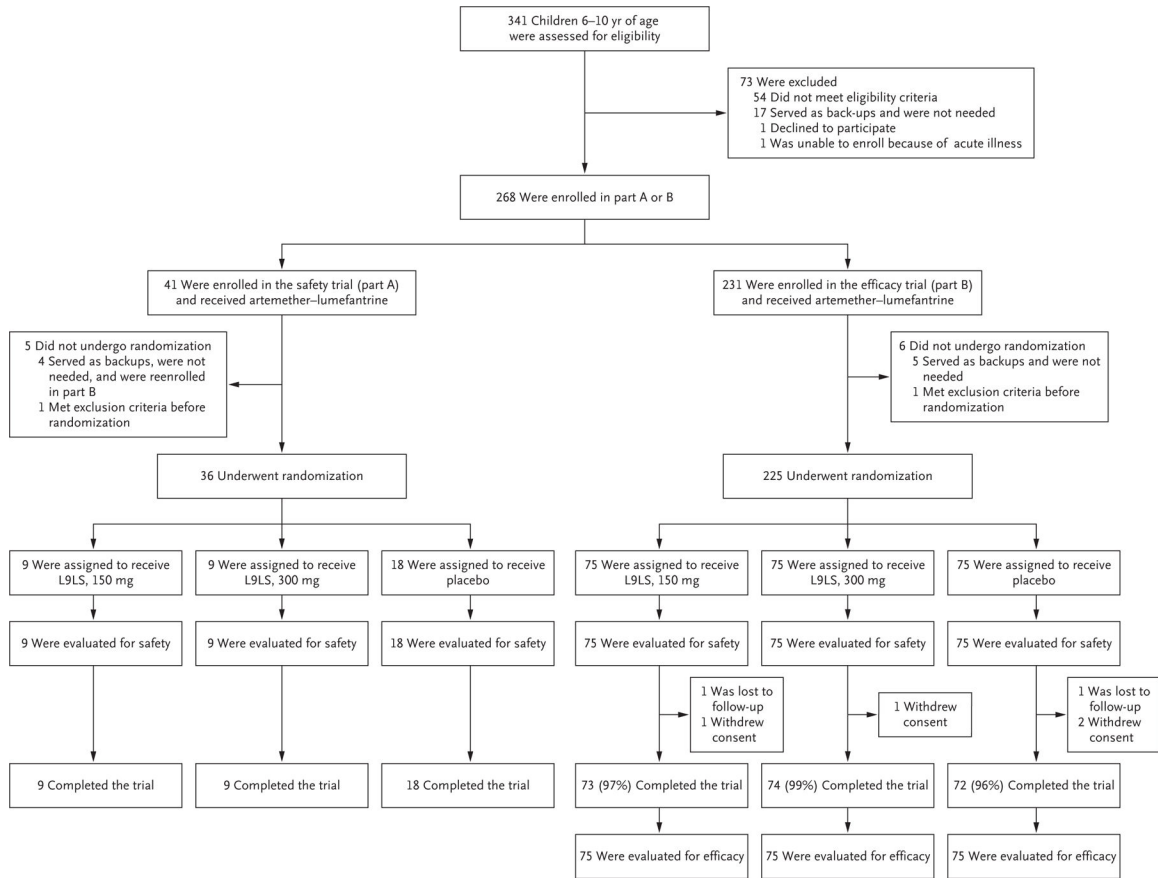 341 Children 6–10 yr of age
were assessed for eligibility
73 Were excluded
54 Did not meet eligibility criteria
17 Served as back-ups and were not needed
1 Declined to participate
1 Was unable to enroll because of acute illness
268 Were enrolled in part A or B
41 Were enrolled in the safety trial (part A)
and received artemether–lumefantrine
231 Were enrolled in the efficacy trial (part B)
and received artemether–lumefantrine
5 Did not undergo randomization
4 Served as backups, were not
needed, and were reenrolled
in part B
1 Met exclusion criteria before
randomization
6 Did not undergo randomization
5 Served as backups and were not
needed
1 Met exclusion criteria before
randomization
36 Underwent randomization
225 Underwent randomization
9 Were assigned to receive
L9LS, 150 mg
9 Were assigned to receive
L9LS, 300 mg
18 Were assigned to receive
placebo
75 Were assigned to receive
L9LS, 150 mg
75 Were assigned to receive
L9LS, 300 mg
75 Were assigned to receive
placebo
9 Were evaluated for safety
9 Were evaluated for safety
18 Were evaluated for safety
75 Were evaluated for safety
75 Were evaluated for safety
75 Were evaluated for safety
1 Was lost to
follow-up
1 Withdrew
consent
1 Withdrew
consent
1 Was lost to
follow-up
2 Withdrew
consent
9 Completed the trial
9 Completed the trial
18 Completed the trial
73 (97%) Completed the trial
74 (99%) Completed the trial
72 (96%) Completed the trial
75 Were evaluated for efficacy
75 Were evaluated for efficacy
75 Were evaluated for efficacy